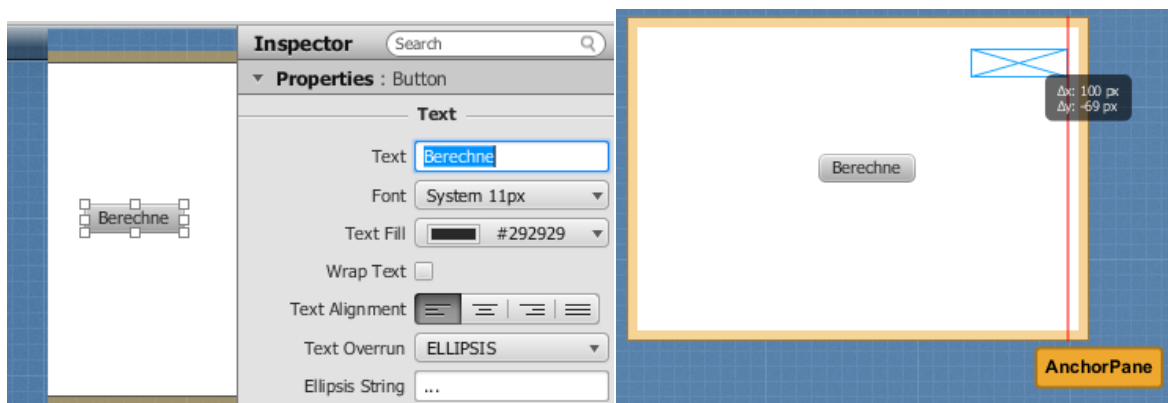 Inspector
Search
Properties : Button
Text
Text Berechne
Font System 11px
Text Fill #292929
Wrap Text
Text Alignment
Text Overrun ELLIPSIS
Ellipsis String ...
Berechne
Δx: 100 px
Δy: -69 px
Berechne
AnchorPane